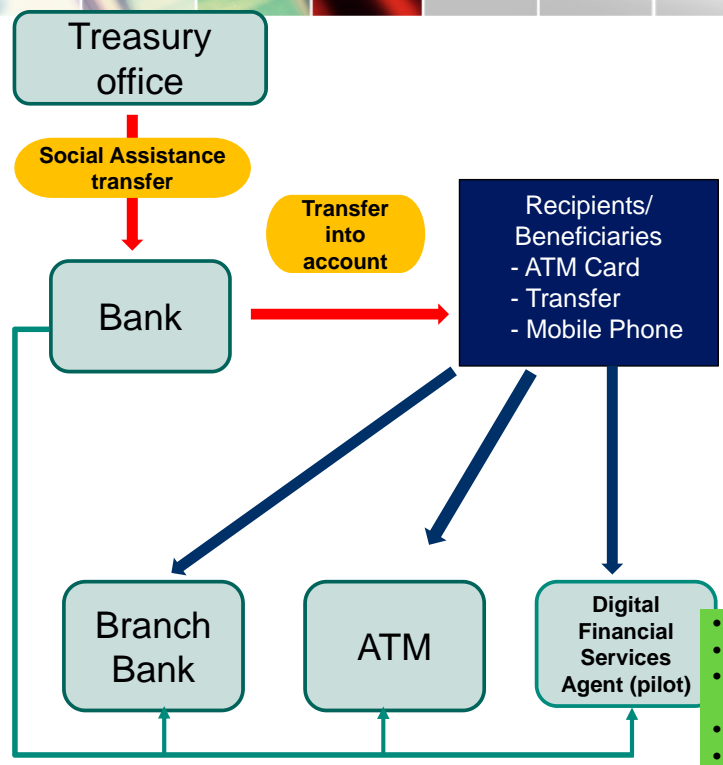 Treasury
office
Social Assistance
transfer
Transfer
into
account
Recipients/
Beneficiaries
- ATM Card
- Transfer
- Mobile Phone
Bank
Branch
Bank
ATM
Digital
Financial
Services
Agent (pilot)